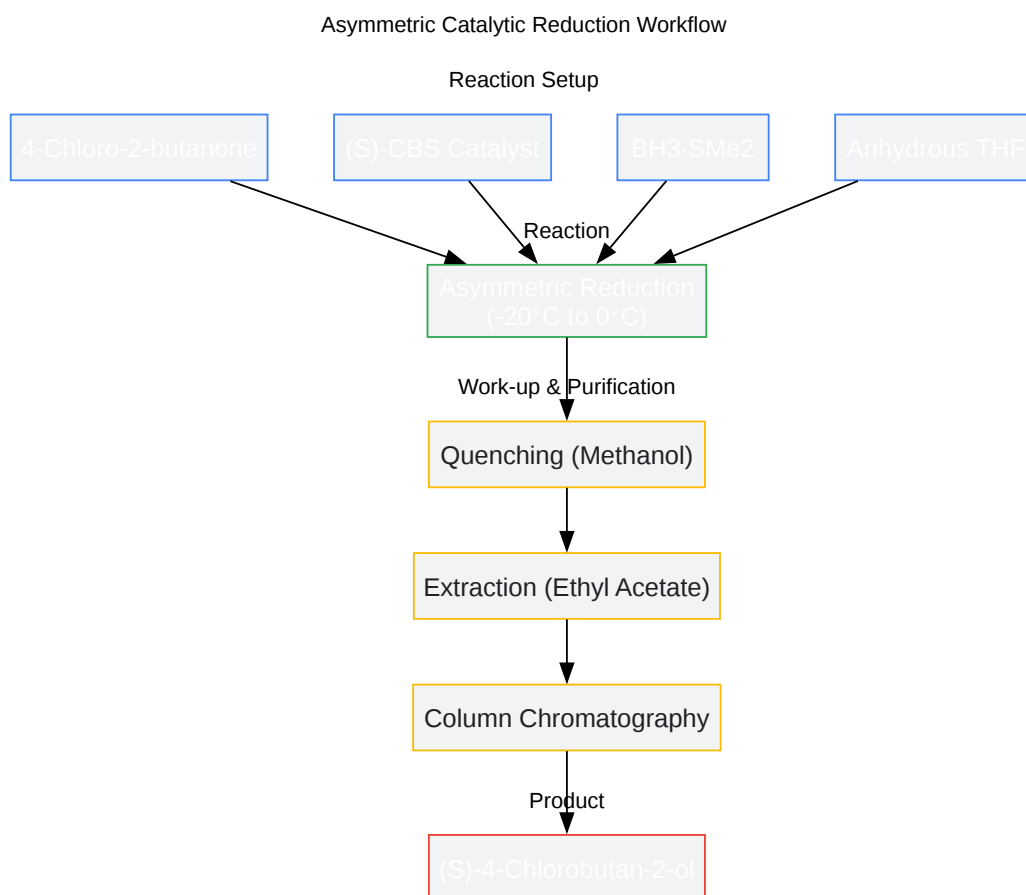 Asymmetric Catalytic Reduction Workflow
Reaction Setup
4-Chloro-2-butanone
(S)-CBS Catalyst
BH3·SMe2
Anhydrous THF
Reaction
Asymmetric Reduction
(-20°C to 0°C)
Work-up & Purification
Quenching (Methanol)
Extraction (Ethyl Acetate)
Column Chromatography
Product
(S)-4-Chlorobutan-2-ol